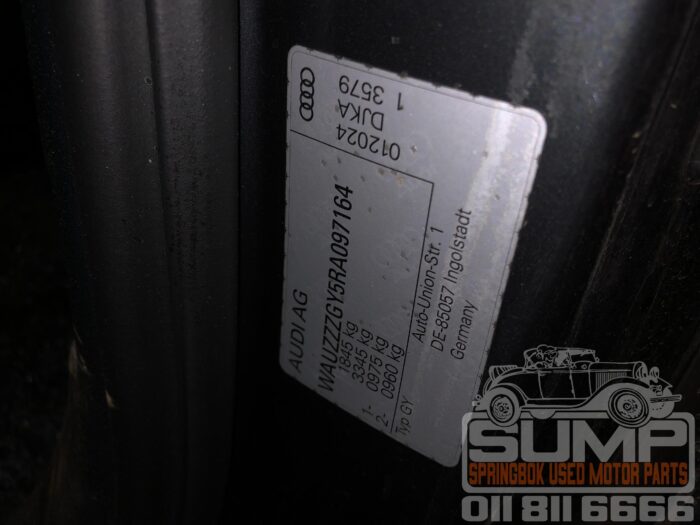 AUDI AG
WAUZZZGY5RA097164
1845 kg
3345 kg
1- 0975 kg
2- 0960 kg
Typ GY
Auto-Union-Str. 1
DE-85057 Ingolstadt
Germany
012024
DJKA
1 3579
SUMP
SPRINGBOK USED MOTOR PARTS
011 811 6666